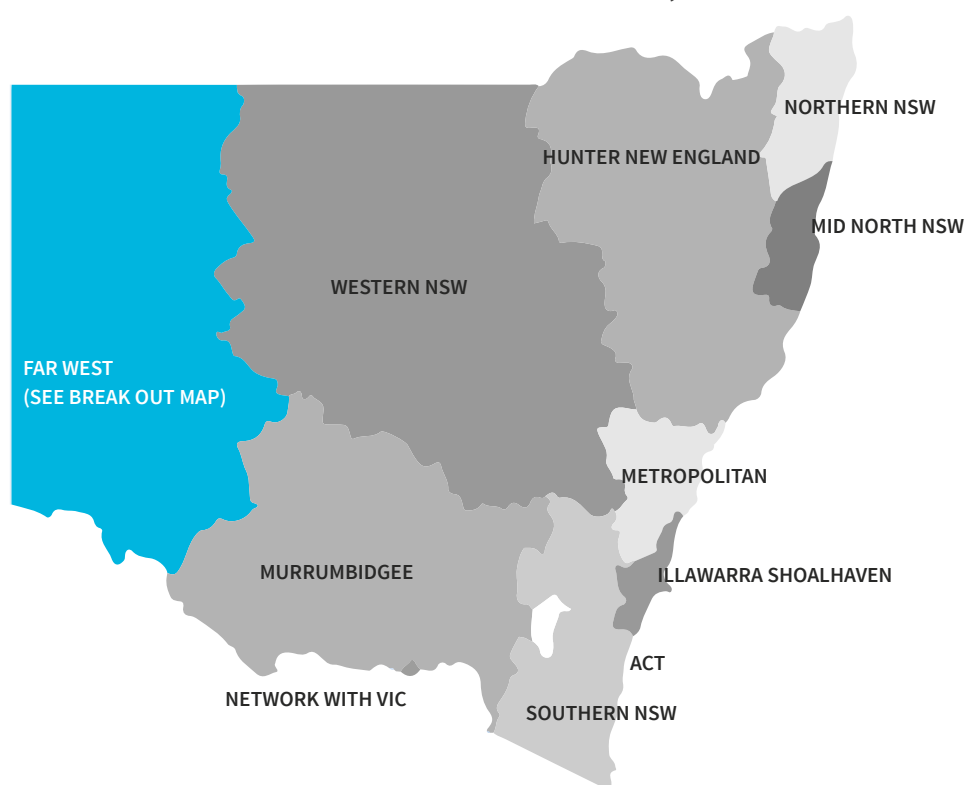 NORTHERN NSW
HUNTER NEW ENGLAND
MID NORTH NSW
WESTERN NSW
FAR WEST
(SEE BREAK OUT MAP)
METROPOLITAN
MURRUMBIDGEE
ILLAWARRA SHOALHAVEN
ACT
NETWORK WITH VIC
SOUTHERN NSW